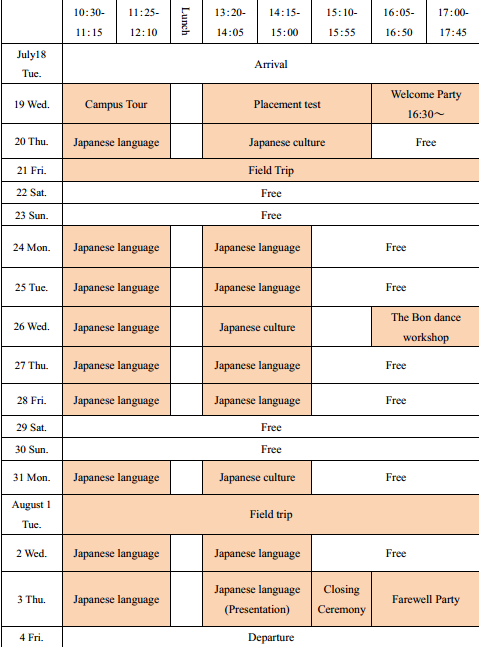 10:30-
11:15
11:25-
12:10
Lunch
13:20-
14:05
14:15-
15:00
15:10-
15:55
16:05-
16:50
17:00-
17:45
July18
Tue.
Arrival
19 Wed.
Campus Tour
Placement test
Welcome Party
16:30～
20 Thu.
Japanese language
Japanese culture
Free
21 Fri.
Field Trip
22 Sat.
Free
23 Sun.
Free
24 Mon.
Japanese language
Japanese language
Free
25 Tue.
Japanese language
Japanese language
Free
26 Wed.
Japanese language
Japanese culture
The Bon dance
workshop
27 Thu.
Japanese language
Japanese language
Free
28 Fri.
Japanese language
Japanese language
Free
29 Sat.
Free
30 Sun.
Free
31 Mon.
Japanese language
Japanese culture
Free
August 1
Tue.
Field trip
2 Wed.
Japanese language
Japanese language
Free
3 Thu.
Japanese language
Japanese language
(Presentation)
Closing
Ceremony
Farewell Party
4 Fri.
Departure